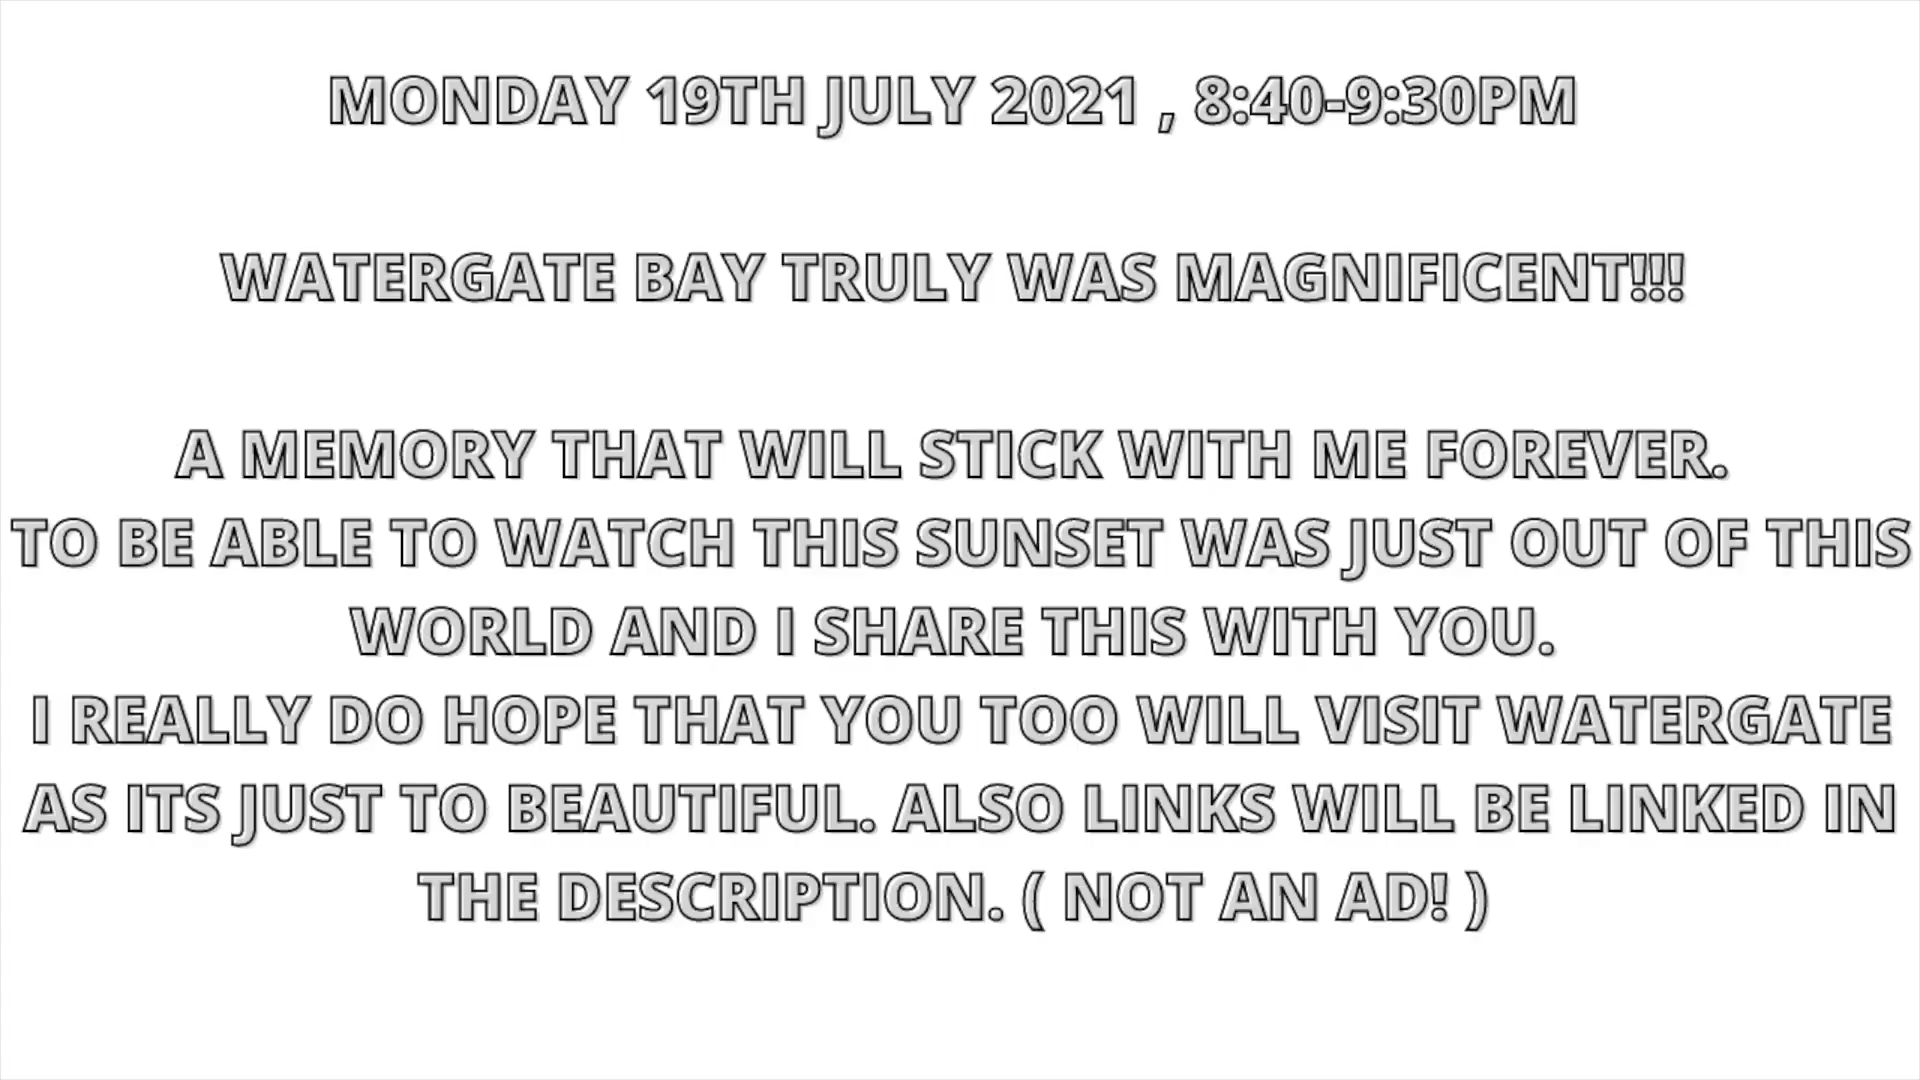 MONDAY 19TH JULY 2021 , 8:40-9:30PM
WATERGATE BAY TRULY WAS MAGNIFICENT!!!
A MEMORY THAT WILL STICK WITH ME FOREVER.
TO BE ABLE TO WATCH THIS SUNSET WAS JUST OUT OF THIS
WORLD AND I SHARE THIS WITH YOU.
I REALLY DO HOPE THAT YOU TOO WILL VISIT WATERGATE
AS ITS JUST TO BEAUTIFUL. ALSO LINKS WILL BE LINKED IN
THE DESCRIPTION. ( NOT AN AD! )